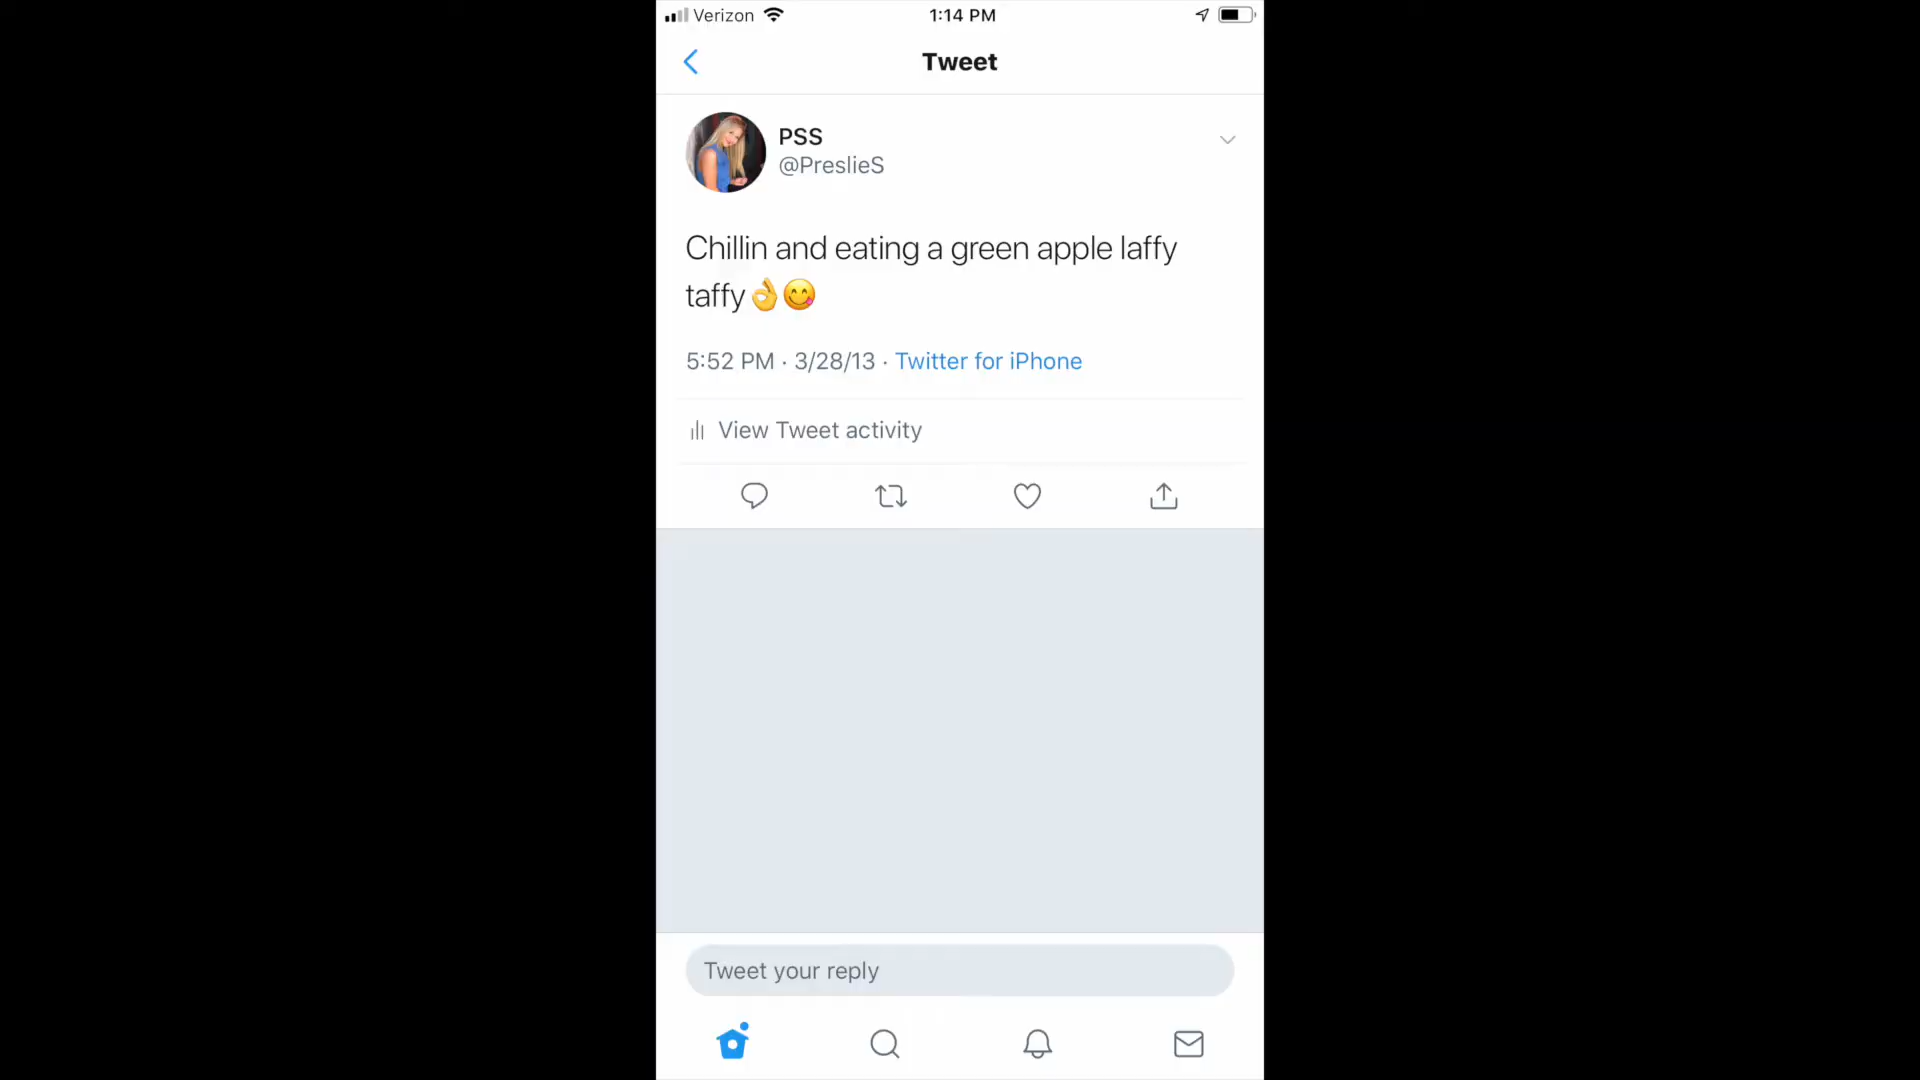 Verizon 1:14 PM
Tweet
PSS
@PreslieS
Chillin and eating a green apple laffy
taffy👌😋
5:52 PM · 3/28/13 · Twitter for iPhone
View Tweet activity
Tweet your reply